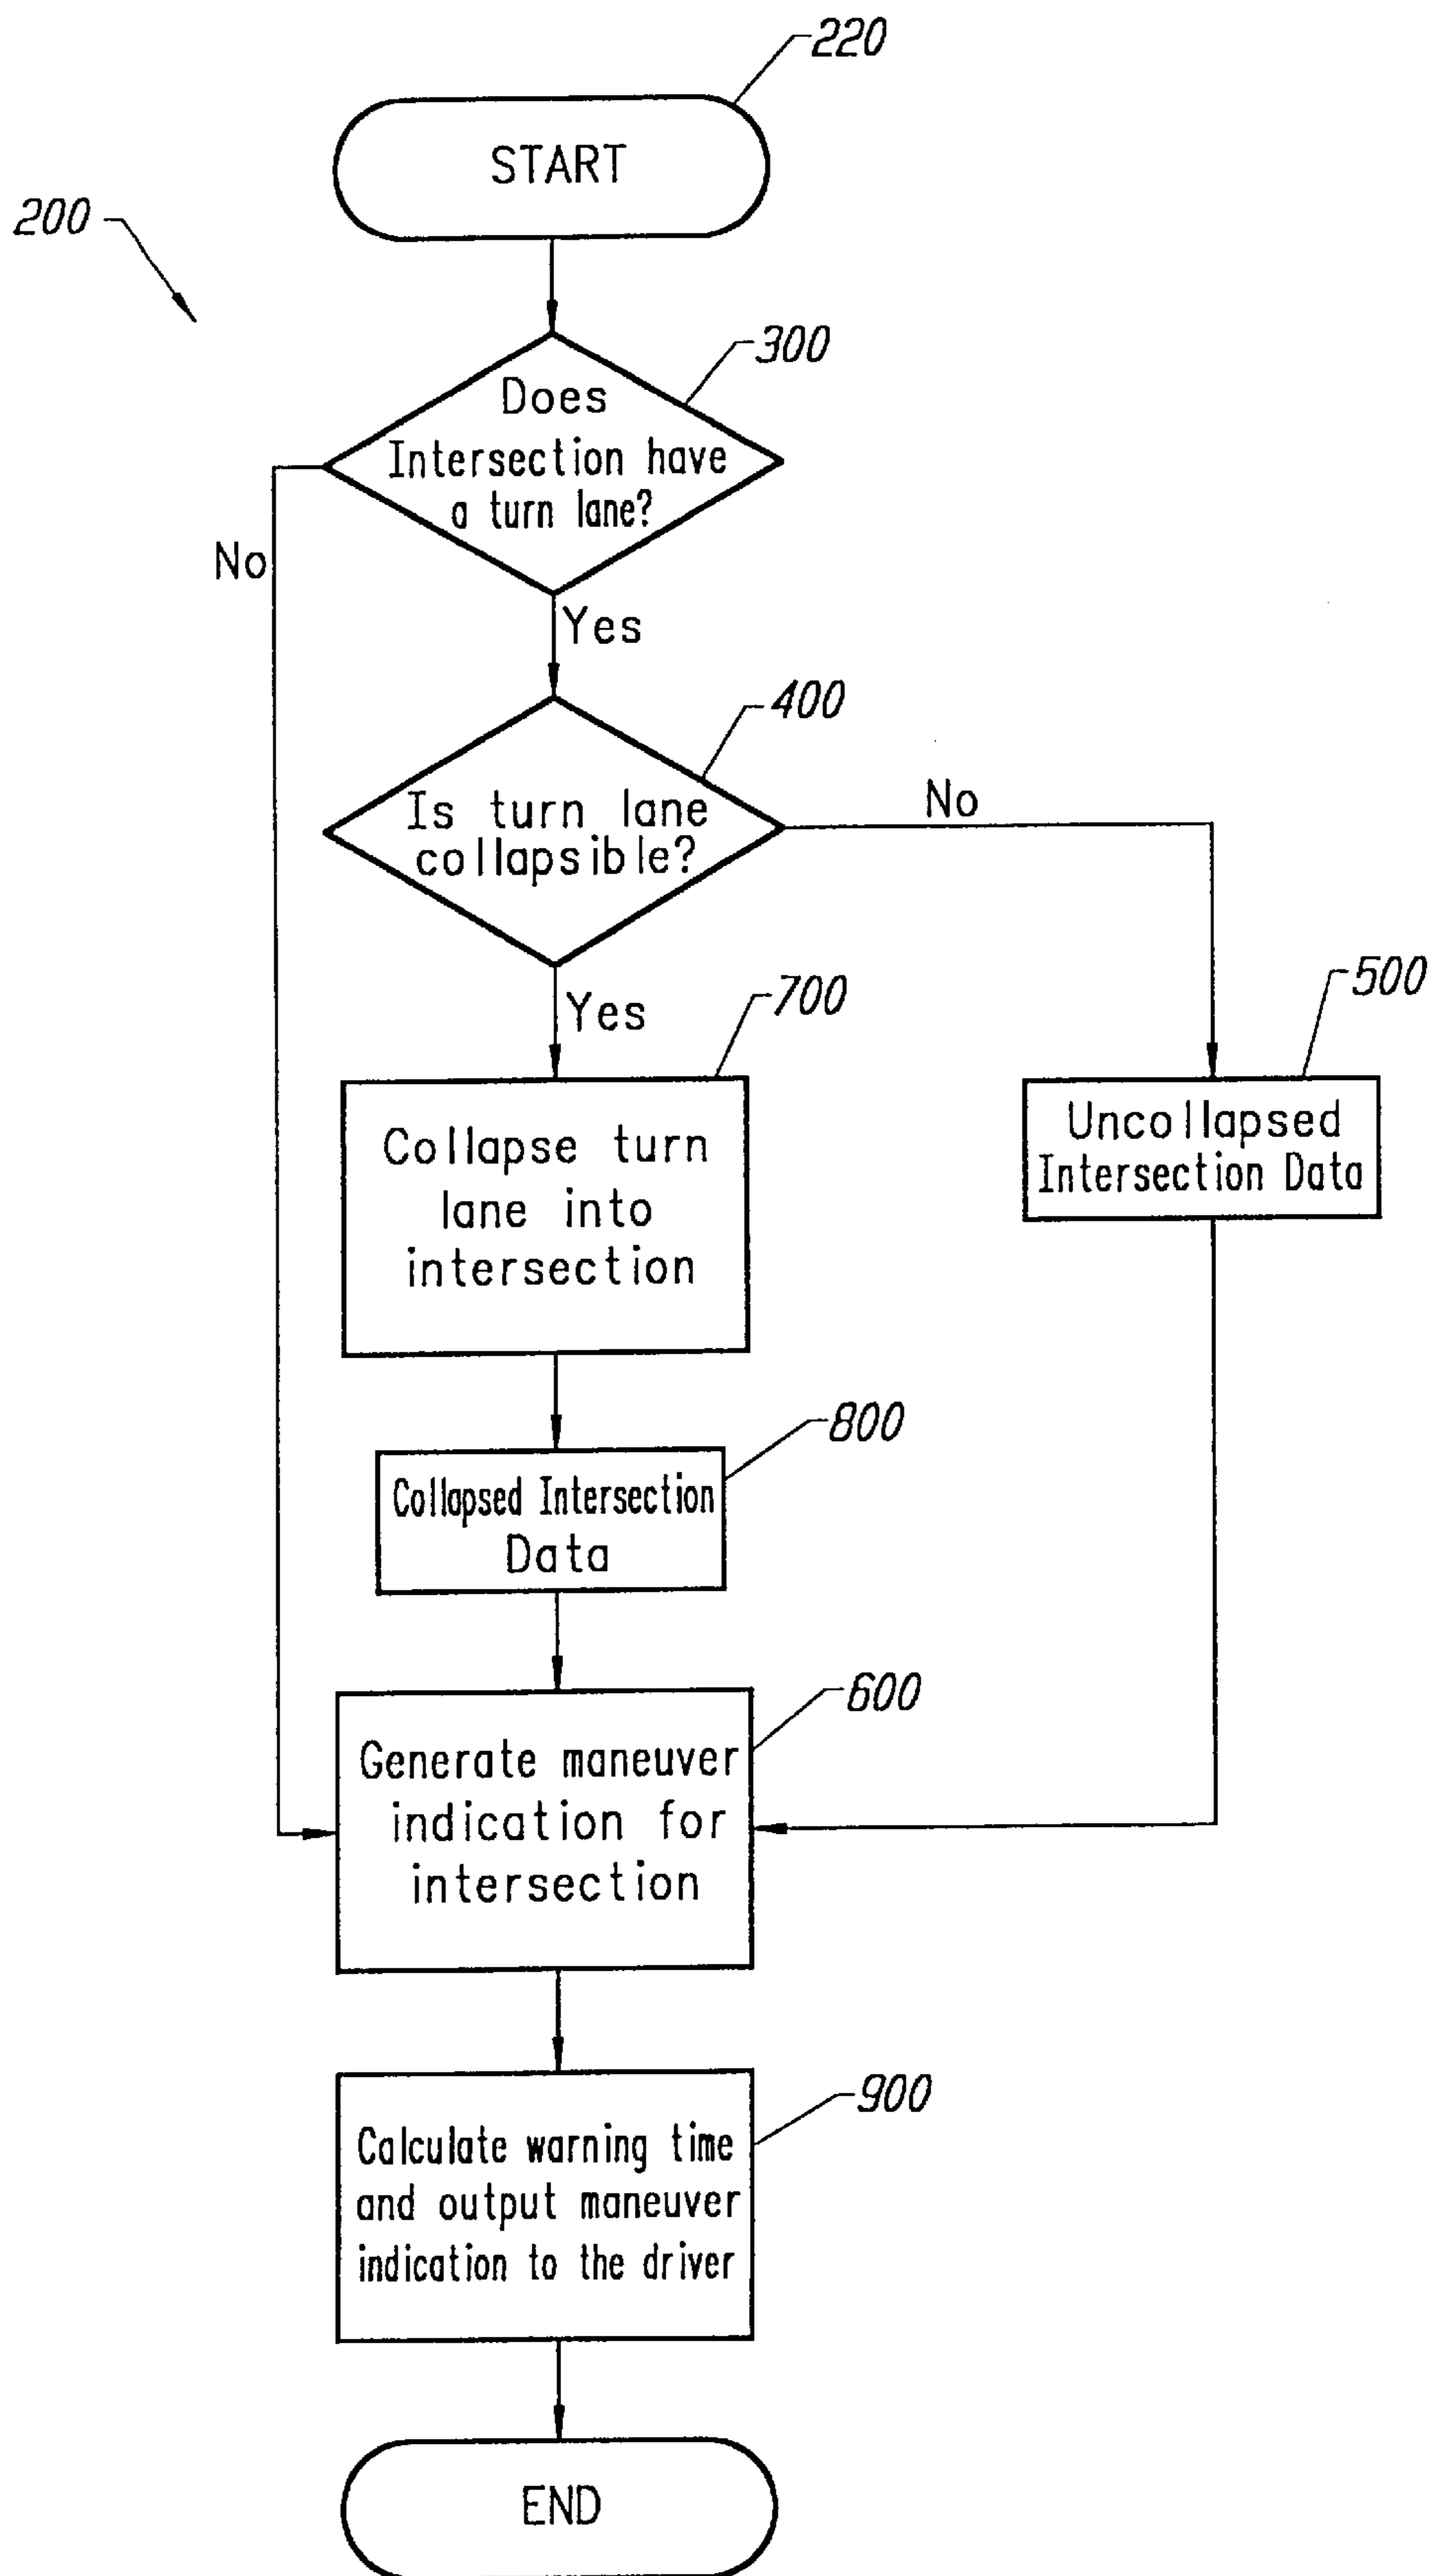 220
START
200
300
Does
Intersection have
a turn lane?
No
Yes
400
Is turn lane
collapsible?
No
Yes
700
500
Collapse turn
lane into
intersection
Uncollapsed
Intersection Data
800
Collapsed Intersection
Data
600
Generate maneuver
indication for
intersection
900
Calculate warning time
and output maneuver
indication to the driver
END